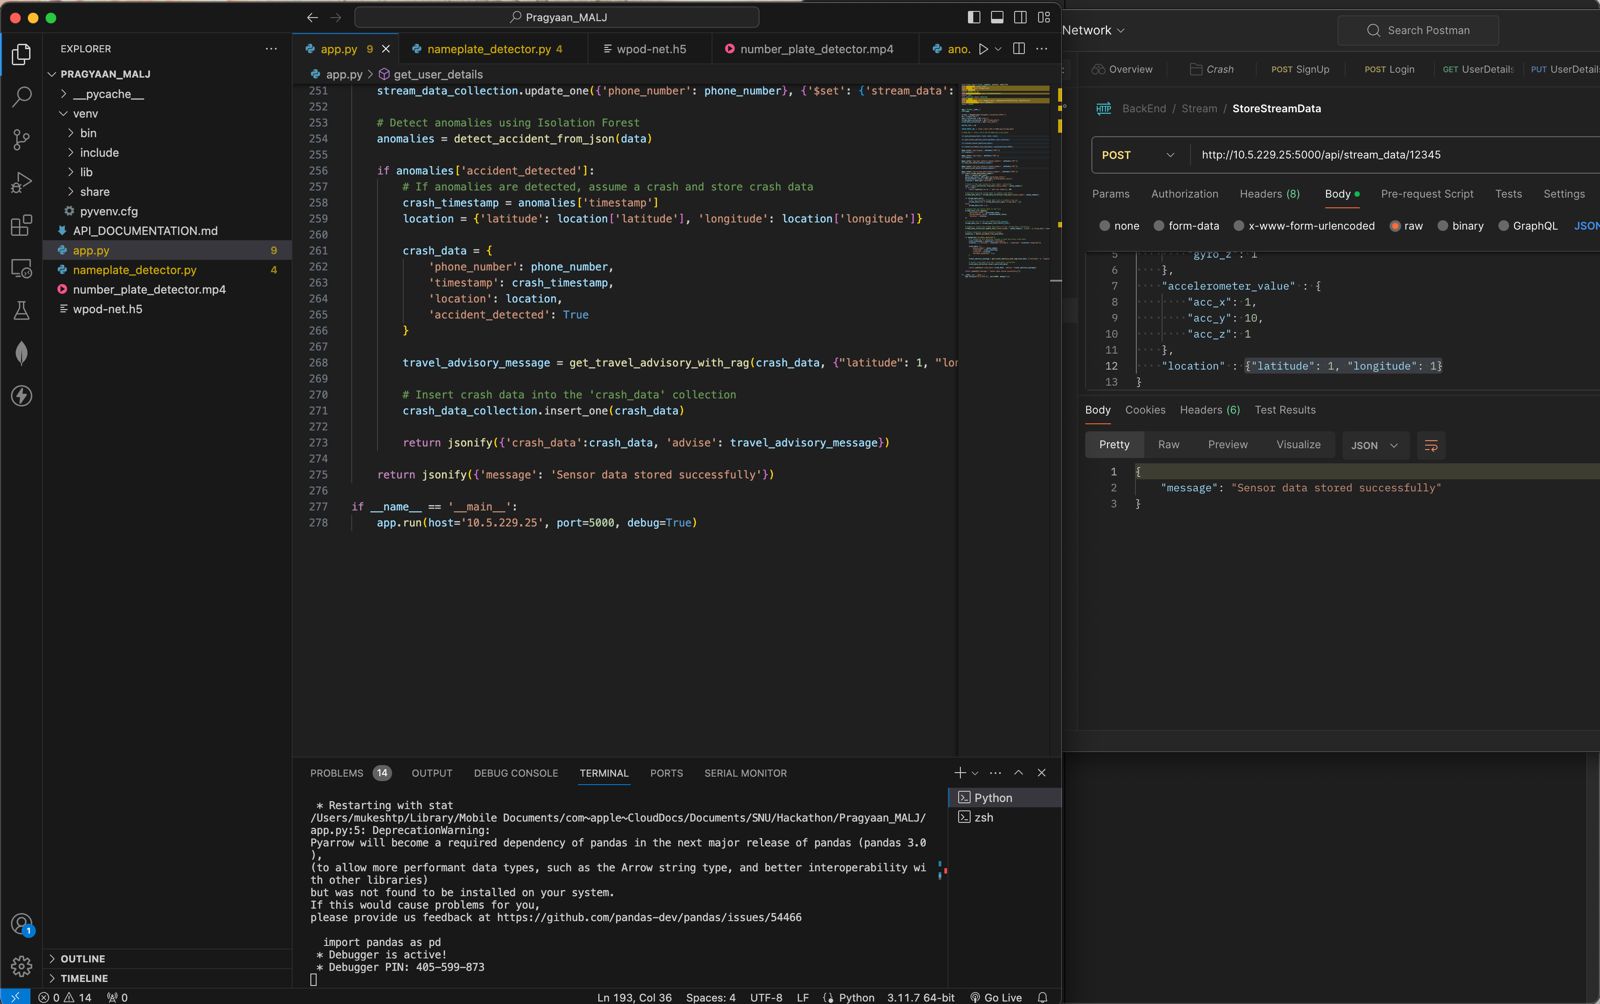 Pragyaan_MALJ
EXPLORER
PRAGYAAN_MALJ
__pycache__
venv
bin
include
lib
share
pyvenv.cfg
API_DOCUMENTATION.md
app.py 9
nameplate_detector.py 4
number_plate_detector.mp4
wpod-net.h5
OUTLINE
TIMELINE
app.py 9 nameplate_detector.py 4 wpod-net.h5 number_plate_detector.mp4 ano.
app.py > get_user_details
251 stream_data_collection.update_one({'phone_number': phone_number}, {'$set': {'stream_data':
252
253 # Detect anomalies using Isolation Forest
254 anomalies = detect_accident_from_json(data)
255
256 if anomalies['accident_detected']:
257 # If anomalies are detected, assume a crash and store crash data
258 crash_timestamp = anomalies['timestamp']
259 location = {'latitude': location['latitude'], 'longitude': location['longitude']}
260
261 crash_data = {
262 'phone_number': phone_number,
263 'timestamp': crash_timestamp,
264 'location': location,
265 'accident_detected': True
266 }
267
268 travel_advisory_message = get_travel_advisory_with_rag(crash_data, {"latitude": 1, "lon
269
270 # Insert crash data into the 'crash_data' collection
271 crash_data_collection.insert_one(crash_data)
272
273 return jsonify({'crash_data':crash_data, 'advise': travel_advisory_message})
274
275 return jsonify({'message': 'Sensor data stored successfully'})
276
277 if __name__ == '__main__':
278 app.run(host='10.5.229.25', port=5000, debug=True)
PROBLEMS 14 OUTPUT DEBUG CONSOLE TERMINAL PORTS SERIAL MONITOR
* Restarting with stat
/Users/mukeshtp/Library/Mobile Documents/com~apple~CloudDocs/Documents/SNU/Hackathon/Pragyaan_MALJ/
app.py:5: DeprecationWarning:
Pyarrow will become a required dependency of pandas in the next major release of pandas (pandas 3.0
),
(to allow more performant data types, such as the Arrow string type, and better interoperability wi
th other libraries)
but was not found to be installed on your system.
If this would cause problems for you,
please provide us feedback at https://github.com/pandas-dev/pandas/issues/54466
import pandas as pd
* Debugger is active!
* Debugger PIN: 405-599-873
Python
zsh
1
0 14 0
Ln 193, Col 36 Spaces: 4 UTF-8 LF Python 3.11.7 64-bit Go Live
Network
Search Postman
Overview Crash POST SignUp POST Login GET UserDetails PUT UserDetails
HTTP BackEnd / Stream / StoreStreamData
POST http://10.5.229.25:5000/api/stream_data/12345
Params Authorization Headers (8) Body Pre-request Script Tests Settings
none form-data x-www-form-urlencoded raw binary GraphQL JSON
5 "gyro_z": 1
6 },
7 "accelerometer_value" : {
8 "acc_x": 1,
9 "acc_y": 10,
10 "acc_z": 1
11 },
12 "location" : {"latitude": 1, "longitude": 1}
13 }
Body Cookies Headers (6) Test Results
Pretty Raw Preview Visualize JSON
1 {
2 "message": "Sensor data stored successfully"
3 }